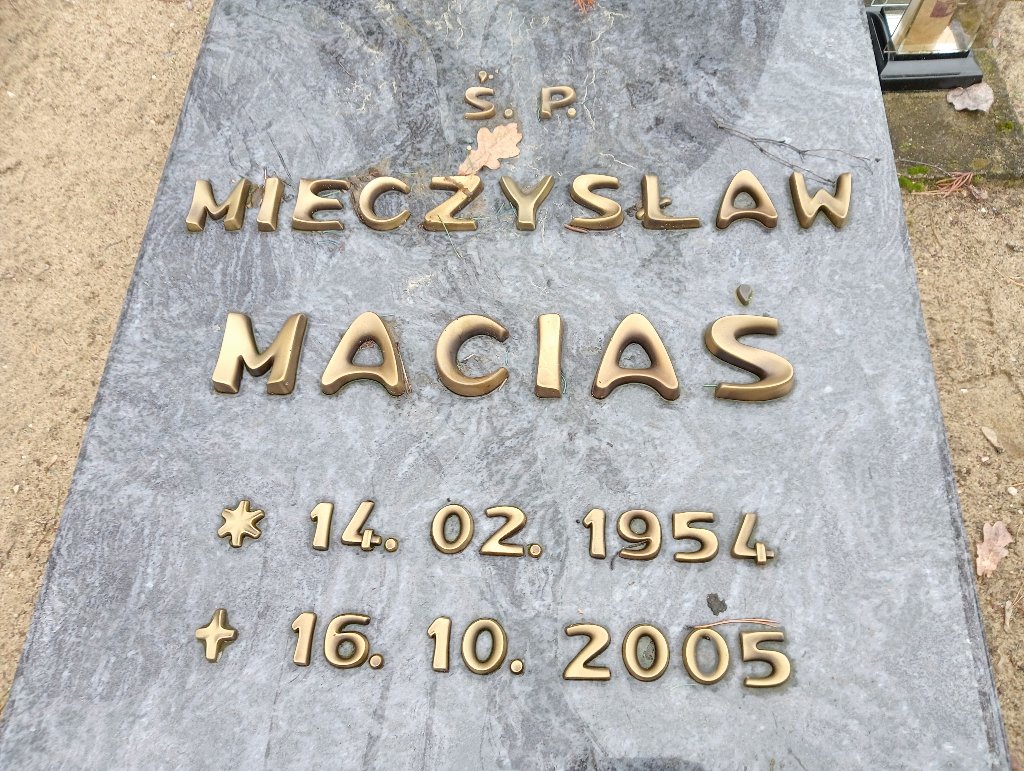 Ś. P.
MIECZYSŁAW
MACIAŚ
* 14. 02. 1954
+ 16. 10. 2005